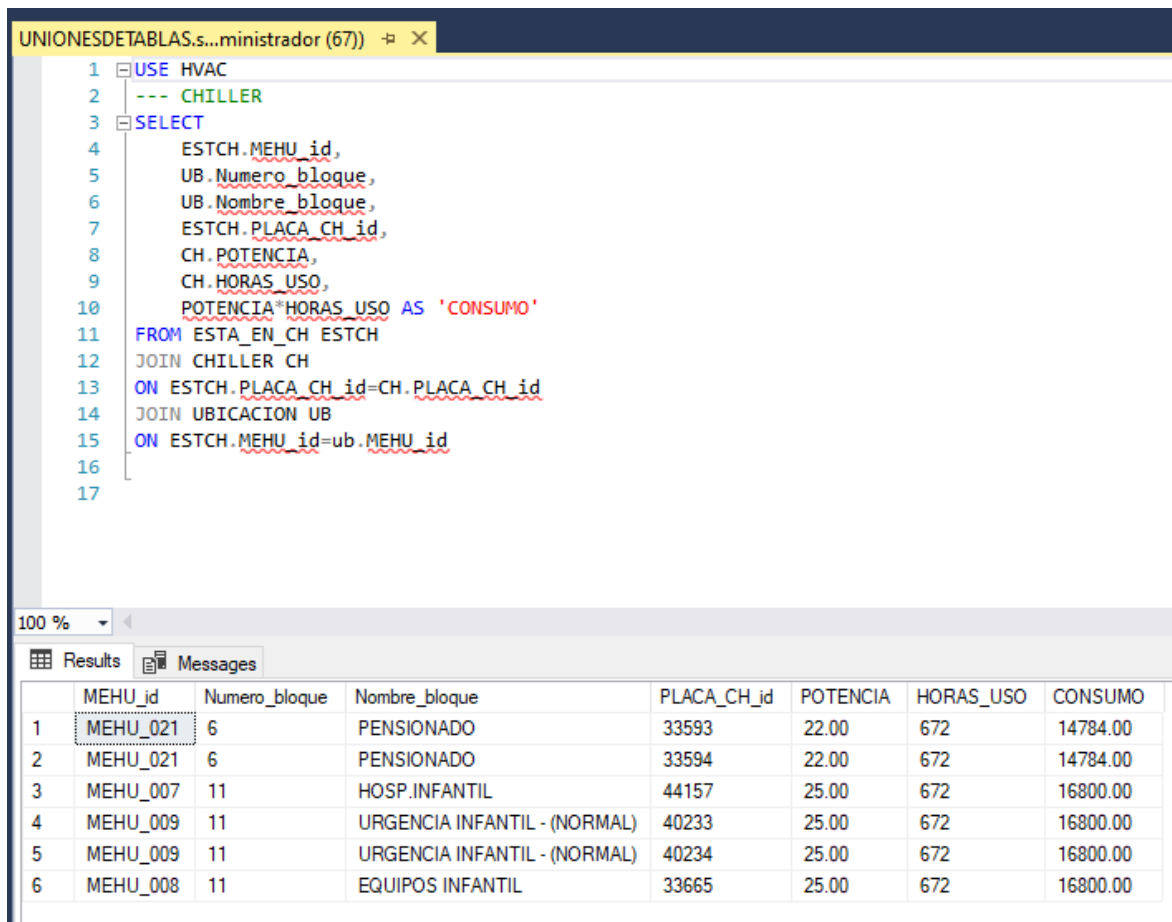 UNIONESDETABLAS.s...ministrador (67))
1 USE HVAC
2 --- CHILLER
3 SELECT
4 ESTCH.MEHU_id,
5 UB.Numero_bloque,
6 UB.Nombre_bloque,
7 ESTCH.PLACA_CH_id,
8 CH.POTENCIA,
9 CH.HORAS_USO,
10 POTENCIA*HORAS_USO AS 'CONSUMO'
11 FROM ESTA_EN_CH ESTCH
12 JOIN CHILLER CH
13 ON ESTCH.PLACA_CH_id=CH.PLACA_CH_id
14 JOIN UBICACION UB
15 ON ESTCH.MEHU_id=ub.MEHU_id
16
17
100 %
Results Messages
MEHU_id Numero_bloque Nombre_bloque PLACA_CH_id POTENCIA HORAS_USO CONSUMO
1 MEHU_021 6 PENSIONADO 33593 22.00 672 14784.00
2 MEHU_021 6 PENSIONADO 33594 22.00 672 14784.00
3 MEHU_007 11 HOSP.INFANTIL 44157 25.00 672 16800.00
4 MEHU_009 11 URGENCIA INFANTIL - (NORMAL) 40233 25.00 672 16800.00
5 MEHU_009 11 URGENCIA INFANTIL - (NORMAL) 40234 25.00 672 16800.00
6 MEHU_008 11 EQUIPOS INFANTIL 33665 25.00 672 16800.00